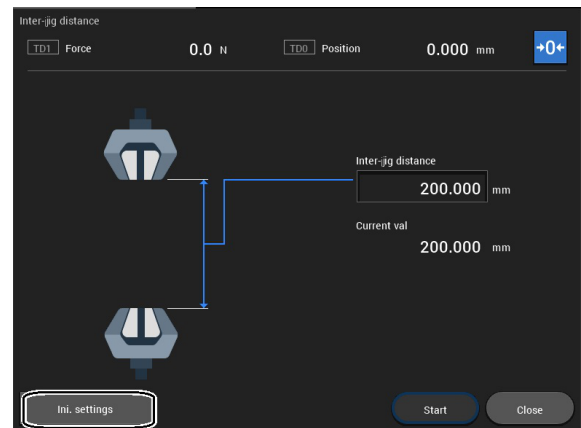 Inter-jig distance
TD1 Force 0.0 N TD0 Position 0.000 mm →0←
Inter-jig distance
200.000 mm
Current val
200.000 mm
Ini. settings Start Close